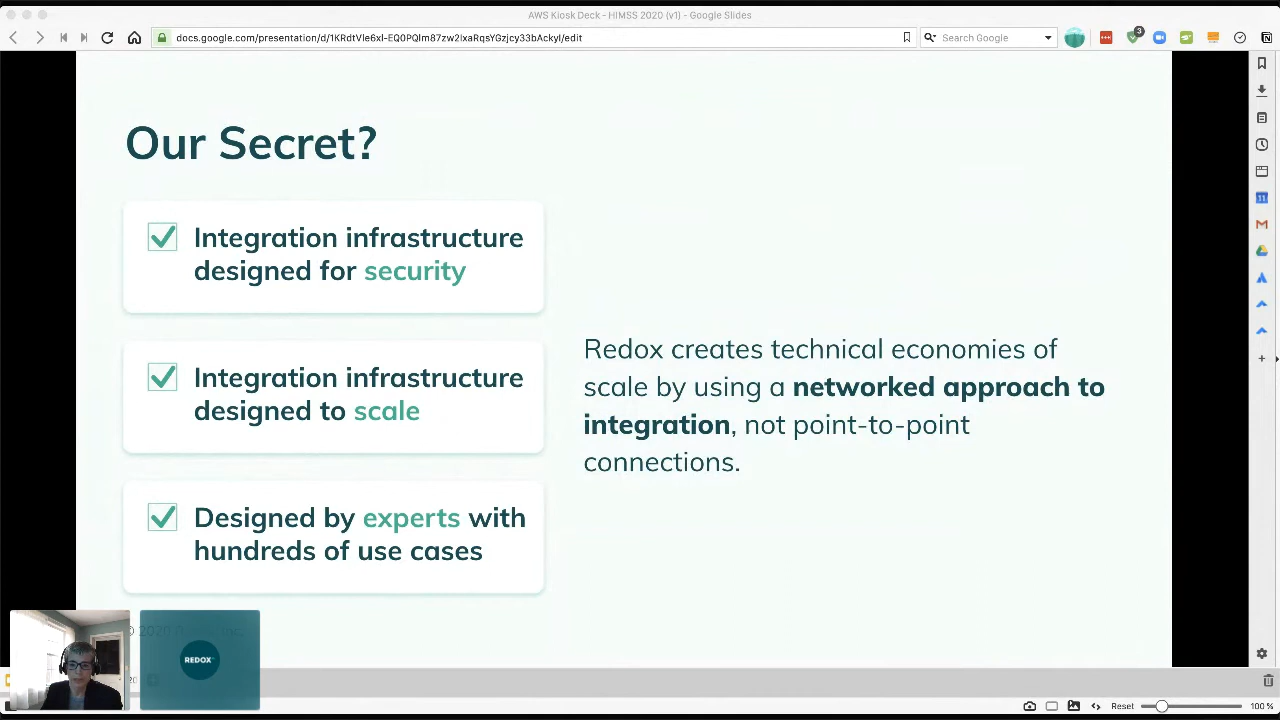 AWS Kiosk Deck - HIMSS 2020 (v1) - Google Slides
Search Google
3
Our Secret?
Integration infrastructure
designed for security
Integration infrastructure
designed to scale
Designed by experts with
hundreds of use cases
Redox creates technical economies of
scale by using a networked approach to
integration, not point-to-point
connections.
© 2020
REDOX
Reset
100 %